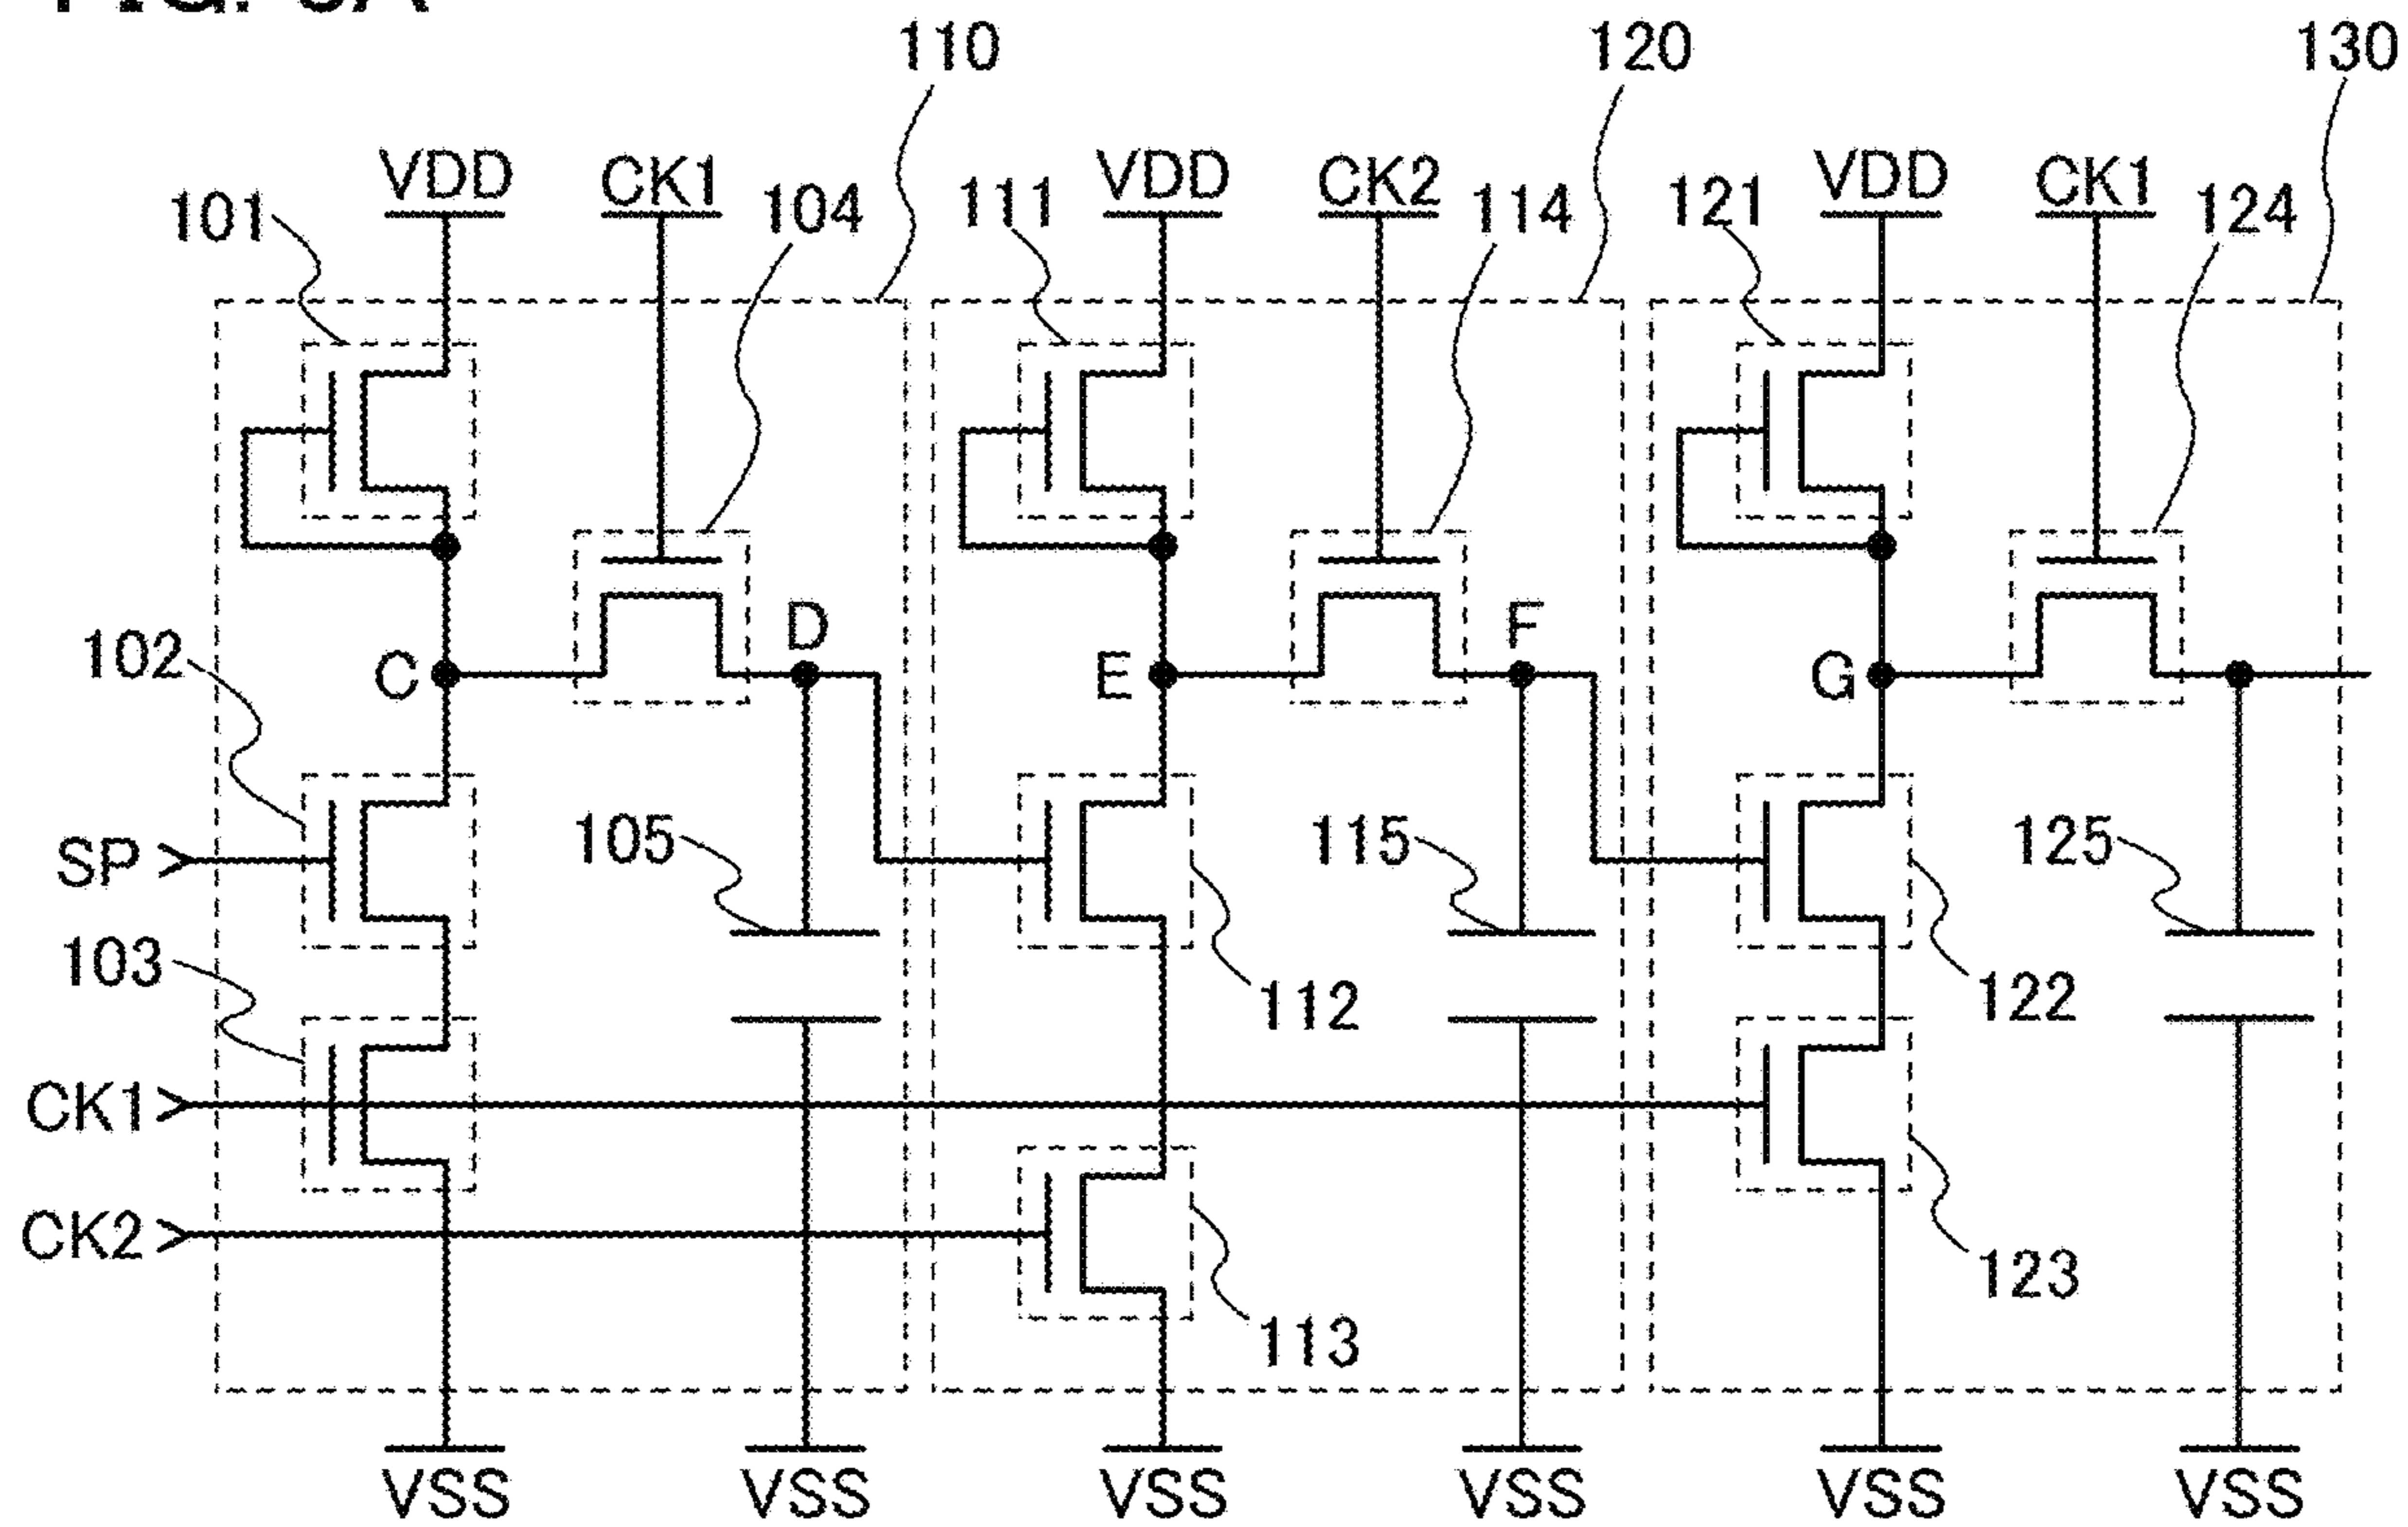 110 120 130
VDD CK1 VDD CK2 VDD CK1
101 104 111 114 121 124
D F
102 C E G
SP 105 115 125
103 112 122
CK1
CK2 113 123
VSS VSS VSS VSS VSS VSS